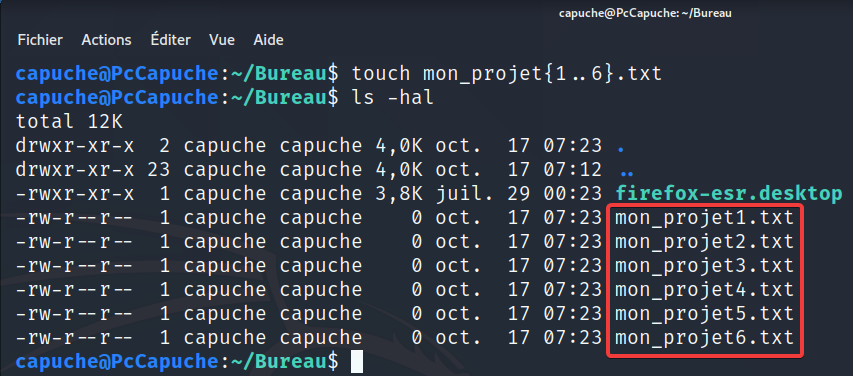 capuche@PcCapuche: ~/Bureau
Fichier Actions Éditer Vue Aide
capuche@PcCapuche:~/Bureau$ touch mon_projet{1..6}.txt
capuche@PcCapuche:~/Bureau$ ls -hal
total 12K
drwxr-xr-x 2 capuche capuche 4,0K oct. 17 07:23 .
drwxr-xr-x 23 capuche capuche 4,0K oct. 17 07:12 ..
-rwxr-xr-x 1 capuche capuche 3,8K juil. 29 00:23 firefox-esr.desktop
-rw-r--r-- 1 capuche capuche 0 oct. 17 07:23 mon_projet1.txt
-rw-r--r-- 1 capuche capuche 0 oct. 17 07:23 mon_projet2.txt
-rw-r--r-- 1 capuche capuche 0 oct. 17 07:23 mon_projet3.txt
-rw-r--r-- 1 capuche capuche 0 oct. 17 07:23 mon_projet4.txt
-rw-r--r-- 1 capuche capuche 0 oct. 17 07:23 mon_projet5.txt
-rw-r--r-- 1 capuche capuche 0 oct. 17 07:23 mon_projet6.txt
capuche@PcCapuche:~/Bureau$